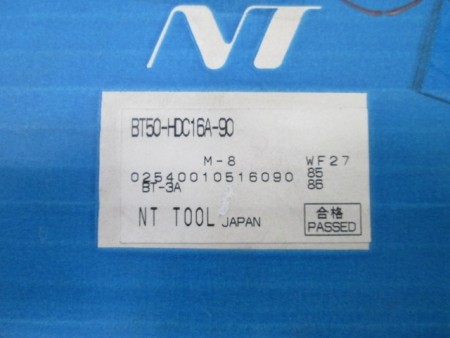 NT
BT50-HDC16A-90
M-8 WF27
02540010516090 85
BT-3A 86
NT TOOL JAPAN
合格
PASSED